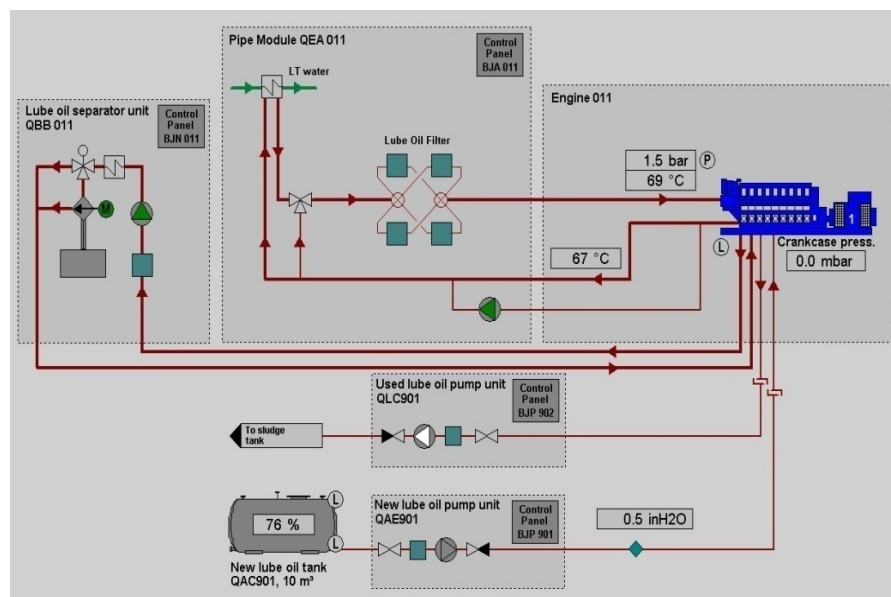 Pipe Module QEA 011
Control
Panel
BJA 011
LT water
Lube Oil Filter
Lube oil separator unit
QBB 011
Control
Panel
BJN 011
M
Engine 011
1.5 bar
P
69 °C
1
L
Crankcase press.
0.0 mbar
67 °C
Used lube oil pump unit
QLC901
Control
Panel
BJP 902
To sludge
tank
New lube oil pump unit
QAE901
Control
Panel
BJP 901
L
76 %
L
0.5 inH2O
New lube oil tank
QAC901, 10 m³